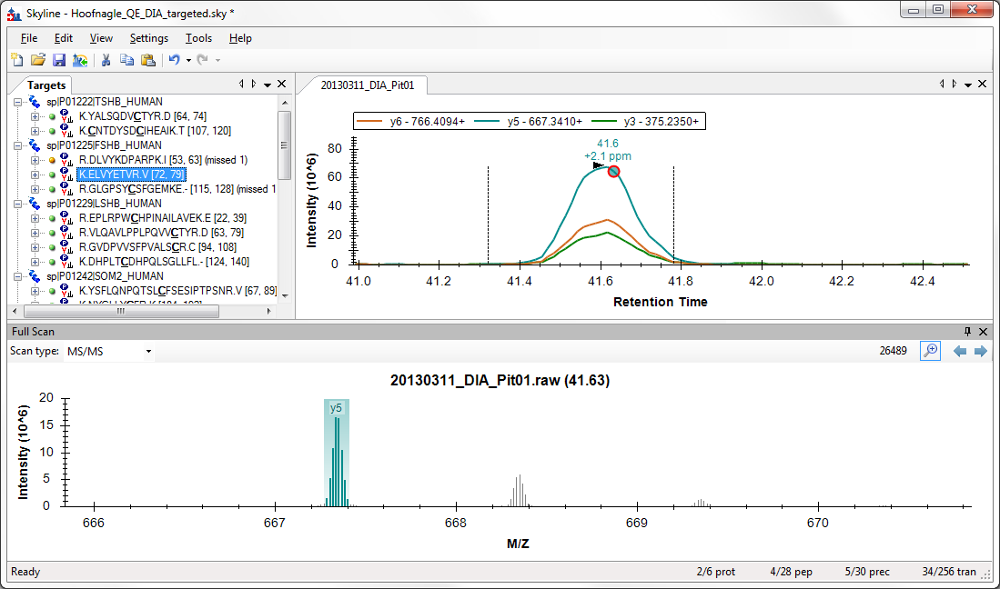 Skyline - Hoofnagle_QE_DIA_targeted.sky *
File Edit View Settings Tools Help
Targets
sp|P01222|TSHB_HUMAN
K.YALSQDVCTYR.D [64, 74]
K.CNTDYSDCIHEAIK.T [107, 120]
sp|P01225|FSHB_HUMAN
R.DLVYKDPARPK.I [53, 63] (missed 1)
K.ELVYETVR.V [72, 79]
R.GLGPSYCSFGEMKE.- [115, 128] (missed 1
sp|P01229|LSHB_HUMAN
R.EPLRPWCHPINAILAVEK.E [22, 39]
R.VLQAVLPPLPQVVCTYR.D [63, 79]
R.GVDPVVSFPVALSCR.C [94, 108]
K.DHPLTCDHPQLSGLLFL.- [124, 140]
sp|P01242|SOM2_HUMAN
K.YSFLQNPQTSLCFSESIPTPSNR.V [67, 89]
20130311_DIA_Pit01
y6 - 766.4094+ y5 - 667.3410+ y3 - 375.2350+
41.6
+2.1 ppm
Intensity (10^6)
80
60
40
20
0
41.0 41.2 41.4 41.6 41.8 42.0 42.2 42.4
Retention Time
Full Scan
Scan type: MS/MS 26489
20130311_DIA_Pit01.raw (41.63)
y5
Intensity (10^6)
20
15
10
5
0
666 667 668 669 670
M/Z
Ready 2/6 prot 4/28 pep 5/30 prec 34/256 tran